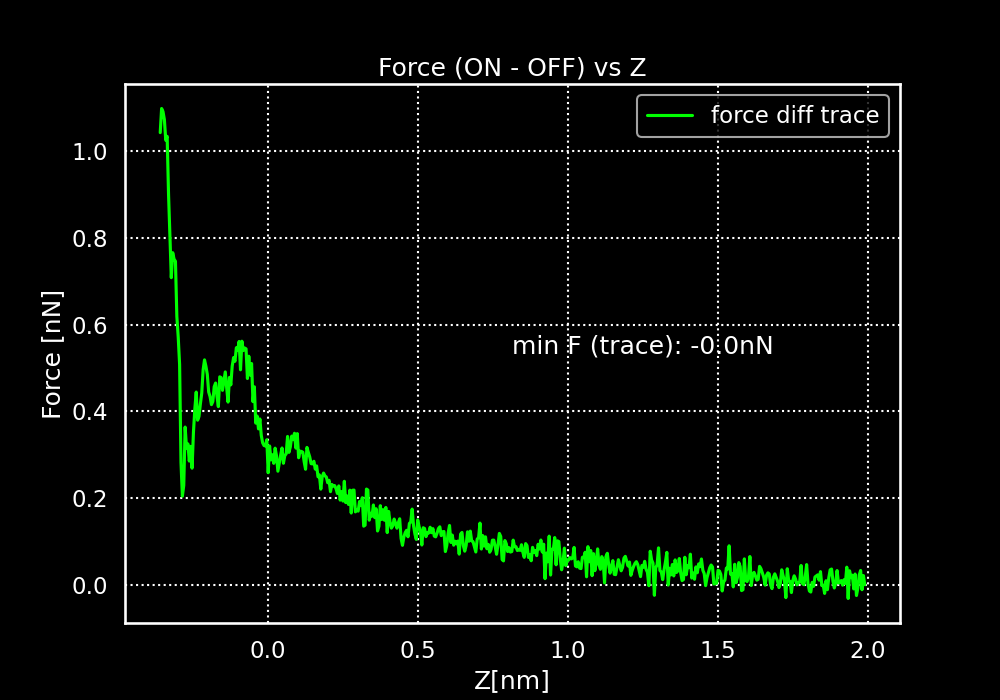 Force (ON - OFF) vs Z
force diff trace
1.0
0.8
0.6
0.4
0.2
0.0
Force [nN]
min F (trace): -0.0nN
0.0 0.5 1.0 1.5 2.0
Z[nm]